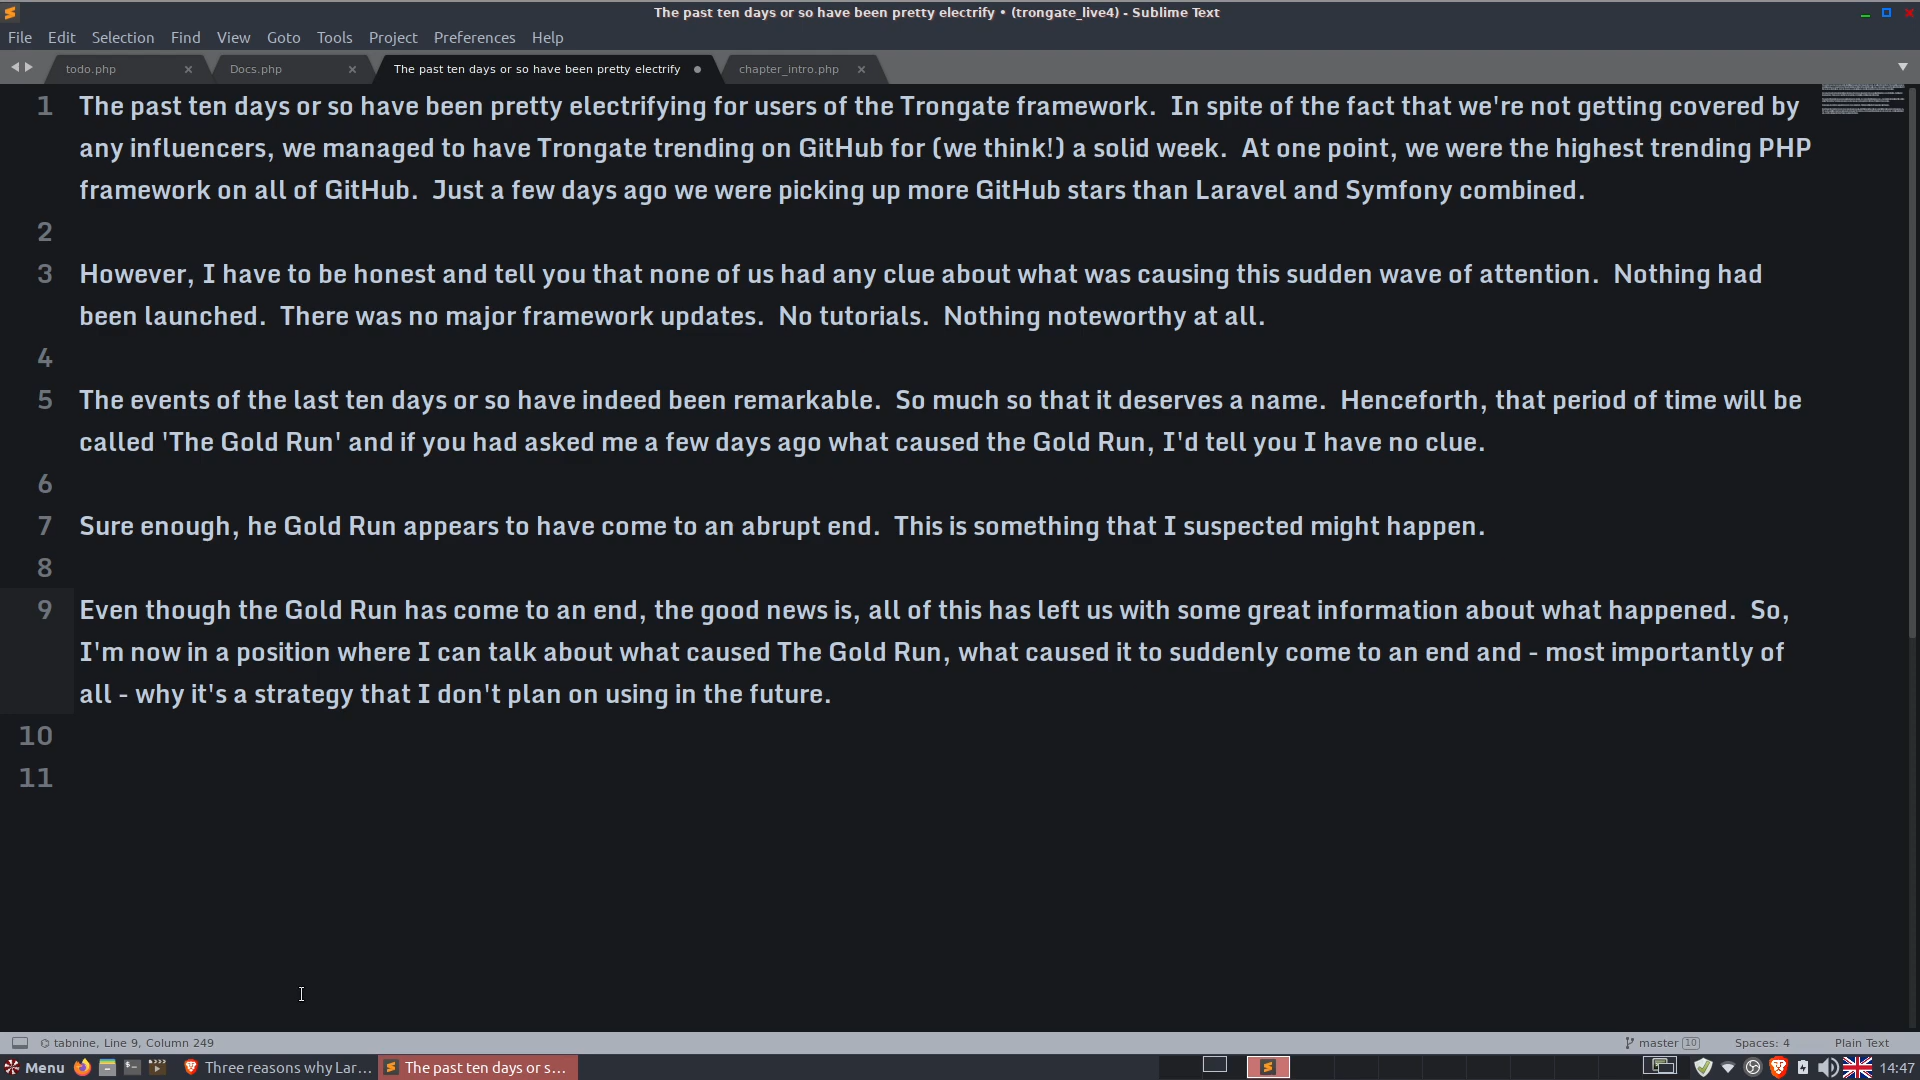 The past ten days or so have been pretty electrify • (trongate_live4) - Sublime Text
File Edit Selection Find View Goto Tools Project Preferences Help
todo.php × Docs.php × The past ten days or so have been pretty electrify • chapter_intro.php ×
1 The past ten days or so have been pretty electrifying for users of the Trongate framework.  In spite of the fact that we're not getting covered by
any influencers, we managed to have Trongate trending on GitHub for (we think!) a solid week.  At one point, we were the highest trending PHP
framework on all of GitHub.  Just a few days ago we were picking up more GitHub stars than Laravel and Symfony combined.
2
3 However, I have to be honest and tell you that none of us had any clue about what was causing this sudden wave of attention.  Nothing had
been launched.  There was no major framework updates.  No tutorials.  Nothing noteworthy at all.
4
5 The events of the last ten days or so have indeed been remarkable.  So much so that it deserves a name.  Henceforth, that period of time will be
called 'The Gold Run' and if you had asked me a few days ago what caused the Gold Run, I'd tell you I have no clue.
6
7 Sure enough, he Gold Run appears to have come to an abrupt end.  This is something that I suspected might happen.
8
9 Even though the Gold Run has come to an end, the good news is, all of this has left us with some great information about what happened.  So,
I'm now in a position where I can talk about what caused The Gold Run, what caused it to suddenly come to an end and - most importantly of
all - why it's a strategy that I don't plan on using in the future.
10
11
tabnine, Line 9, Column 249 master 10 Spaces: 4 Plain Text
Menu Three reasons why Lar... The past ten days or s... 14:47